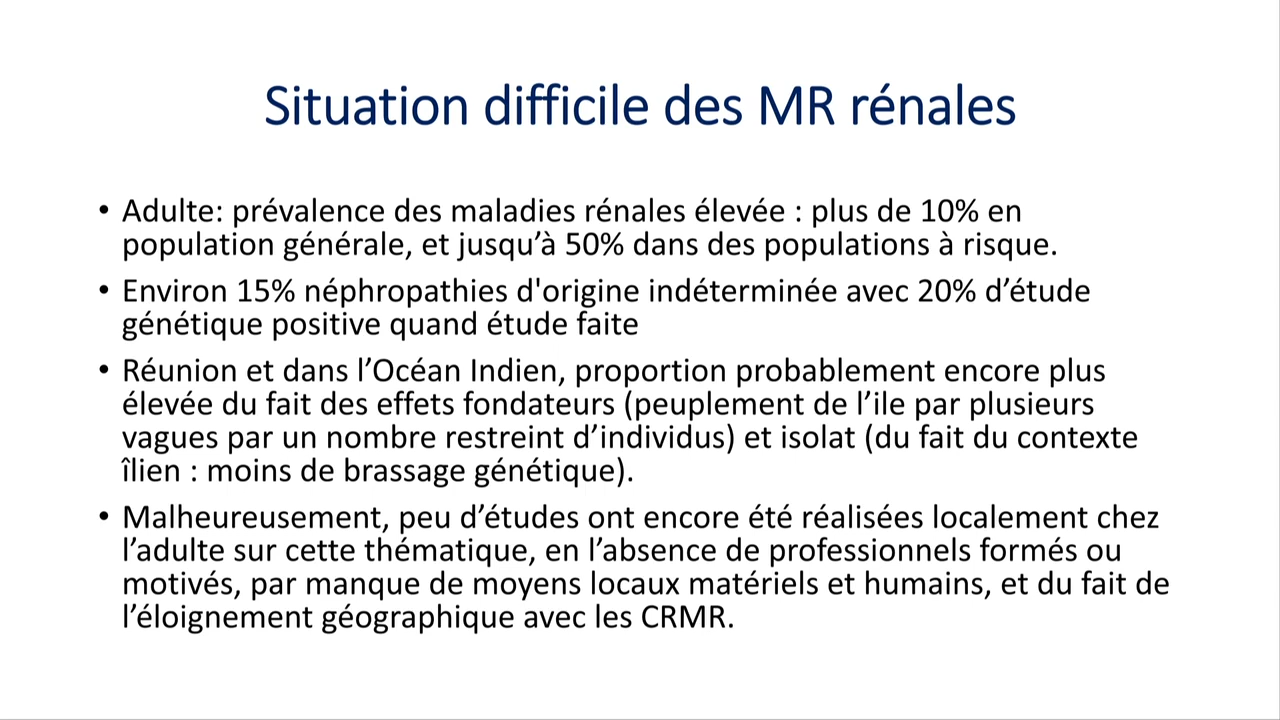 Situation difficile des MR rénales
• Adulte: prévalence des maladies rénales élevée : plus de 10% en
population générale, et jusqu’à 50% dans des populations à risque.
• Environ 15% néphropathies d'origine indéterminée avec 20% d’étude
génétique positive quand étude faite
• Réunion et dans l’Océan Indien, proportion probablement encore plus
élevée du fait des effets fondateurs (peuplement de l’ile par plusieurs
vagues par un nombre restreint d’individus) et isolat (du fait du contexte
îlien : moins de brassage génétique).
• Malheureusement, peu d’études ont encore été réalisées localement chez
l’adulte sur cette thématique, en l’absence de professionnels formés ou
motivés, par manque de moyens locaux matériels et humains, et du fait de
l’éloignement géographique avec les CRMR.